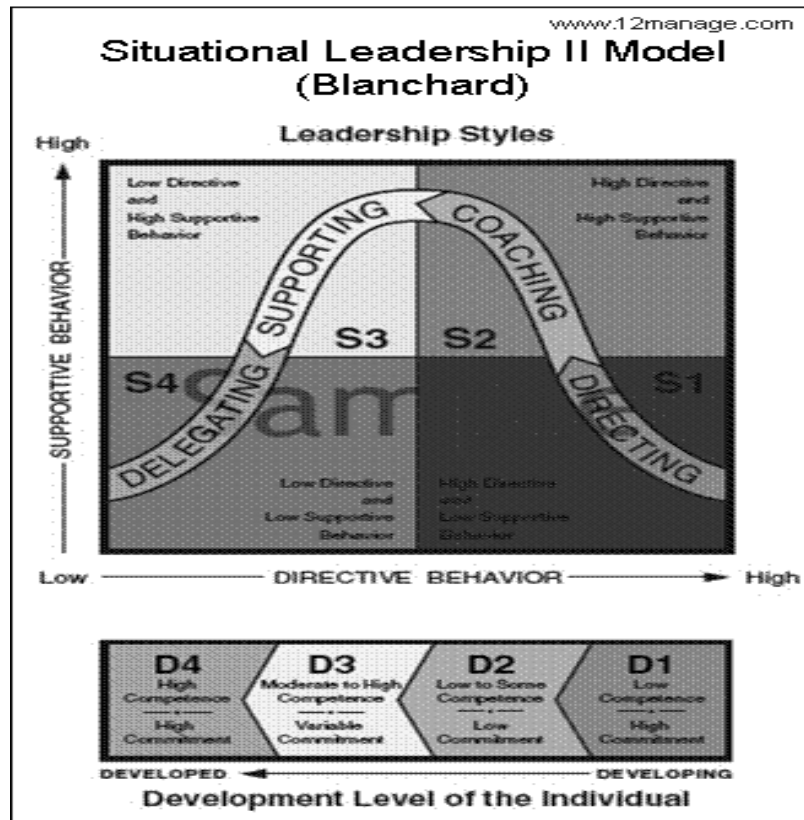 www.12manage.com
Situational Leadership II Model
(Blanchard)
Leadership Styles
High
SUPPORTIVE BEHAVIOR
Low Directive
and
High Supportive
Behavior
High Directive
and
High Supportive
Behavior
SUPPORTING
COACHING
S3
S2
S4
S1
Sam
DELEGATING
DIRECTING
Low Directive
and
Low Supportive
Behavior
High Directive
and
Low Supportive
Behavior
Low
DIRECTIVE BEHAVIOR
High
D4
High
Competence
High
Commitment
D3
Moderate to High
Competence
Variable
Commitment
D2
Low to Some
Competence
Low
Commitment
D1
Low
Competence
High
Commitment
DEVELOPED
DEVELOPING
Development Level of the Individual